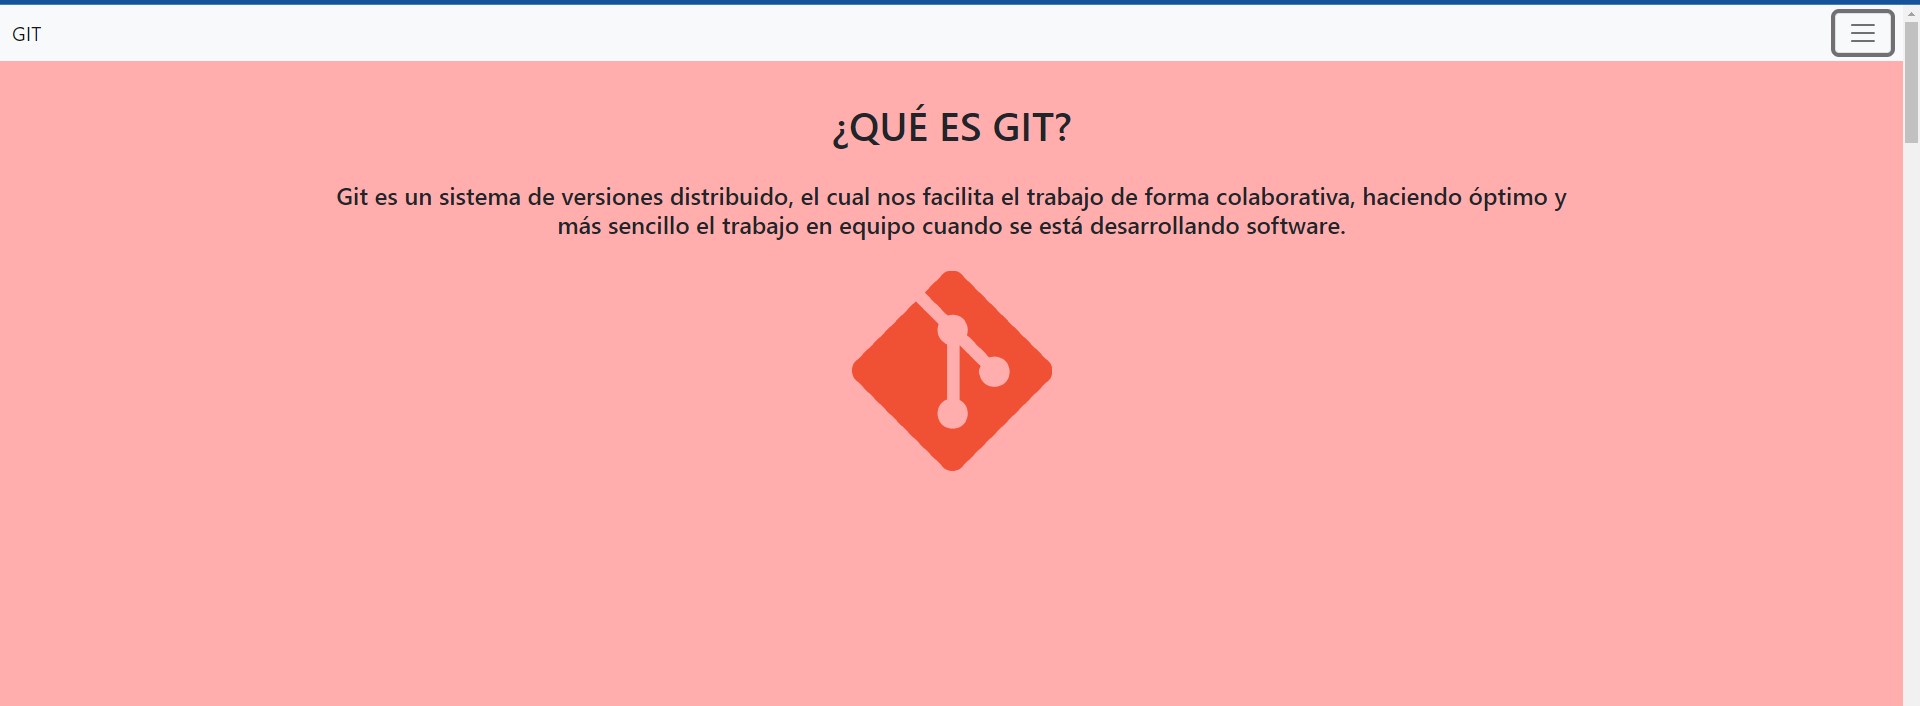 GIT
¿QUÉ ES GIT?
Git es un sistema de versiones distribuido, el cual nos facilita el trabajo de forma colaborativa, haciendo óptimo y
más sencillo el trabajo en equipo cuando se está desarrollando software.